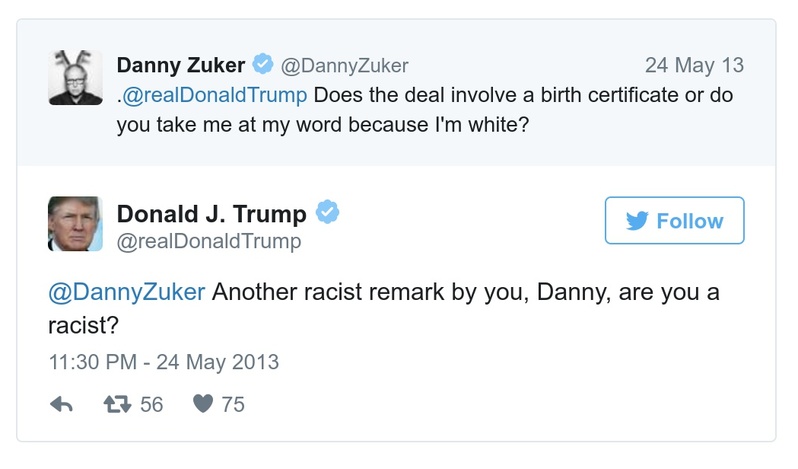 Danny Zuker @DannyZuker 24 May 13
.@realDonaldTrump Does the deal involve a birth certificate or do
you take me at my word because I'm white?
Donald J. Trump
@realDonaldTrump
Follow
@DannyZuker Another racist remark by you, Danny, are you a
racist?
11:30 PM - 24 May 2013
56 75